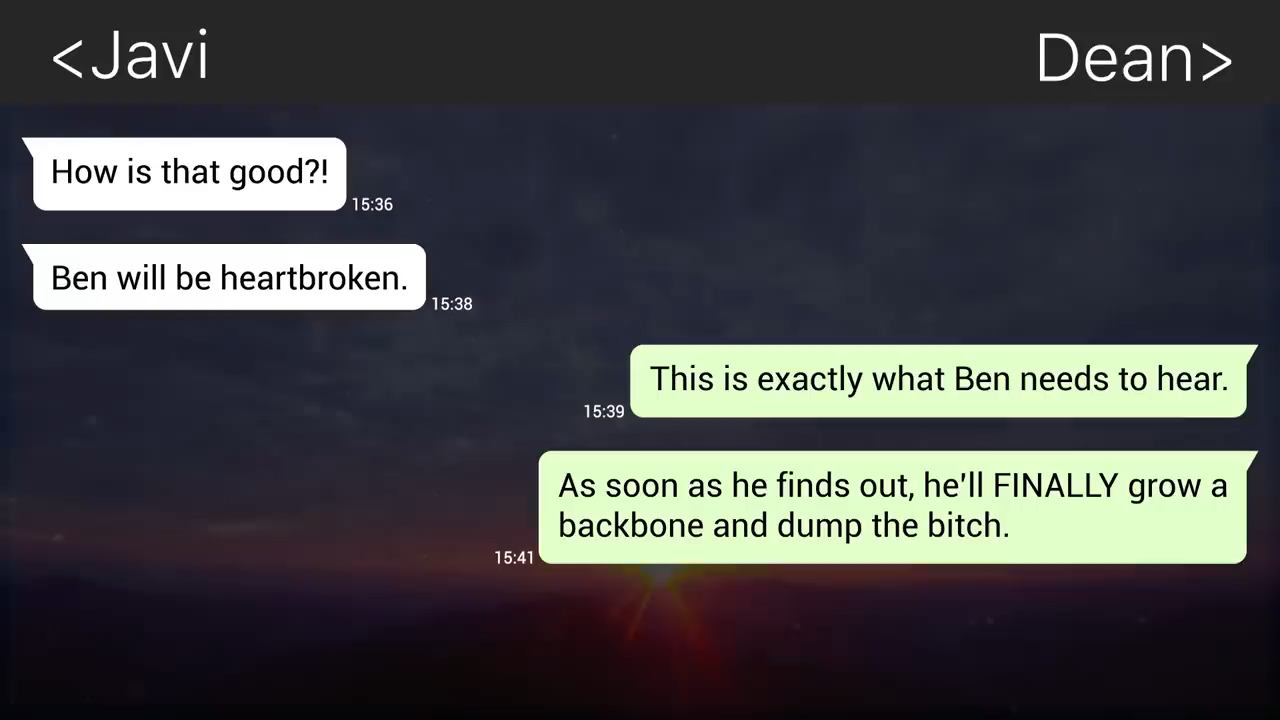 <Javi
Dean>
How is that good?!
15:36
Ben will be heartbroken.
15:38
This is exactly what Ben needs to hear.
15:39
As soon as he finds out, he'll FINALLY grow a
backbone and dump the bitch.
15:41